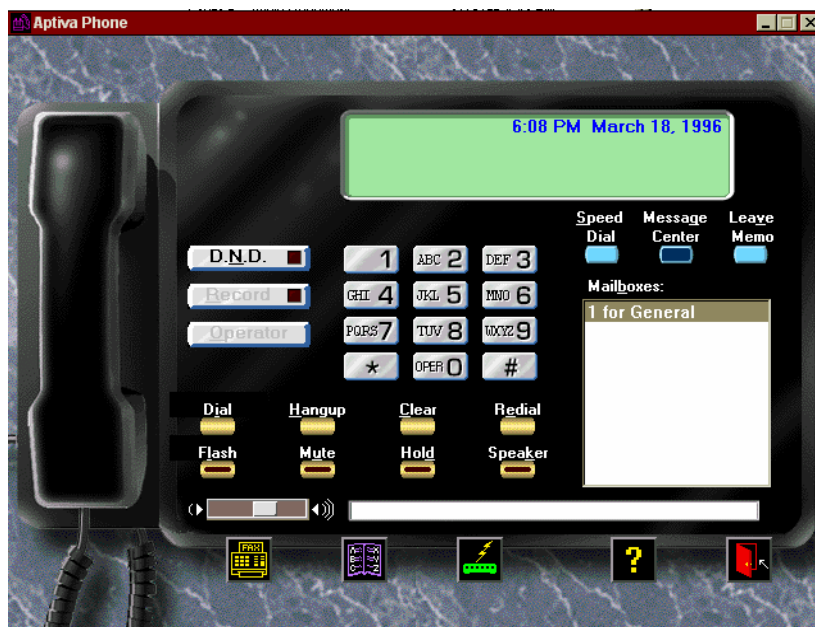 Aptiva Phone
6:08 PM March 18, 1996
Speed Dial
Message Center
Leave Memo
D.N.D.
1
ABC 2
DEF 3
Record
GHI 4
JKL 5
MNO 6
Operator
PQRS 7
TUV 8
WXYZ 9
*
OPER 0
#
Mailboxes:
1 for General
Dial
Hangup
Clear
Redial
Flash
Mute
Hold
Speaker
FAX
?